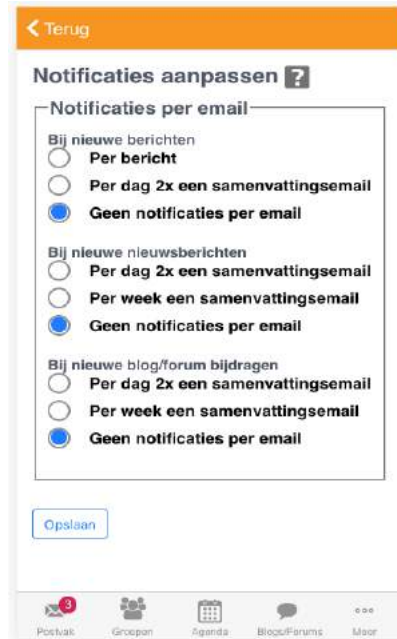 Terug
Notificaties aanpassen ?
Notificaties per email
Bij nieuwe berichten
Per bericht
Per dag 2x een samenvattingsemail
Geen notificaties per email
Bij nieuwe nieuwsberichten
Per dag 2x een samenvattingsemail
Per week een samenvattingsemail
Geen notificaties per email
Bij nieuwe blog/forum bijdragen
Per dag 2x een samenvattingsemail
Per week een samenvattingsemail
Geen notificaties per email
Opslaan
3
Postvak Groepen Agenda Blogs/Forums Meer